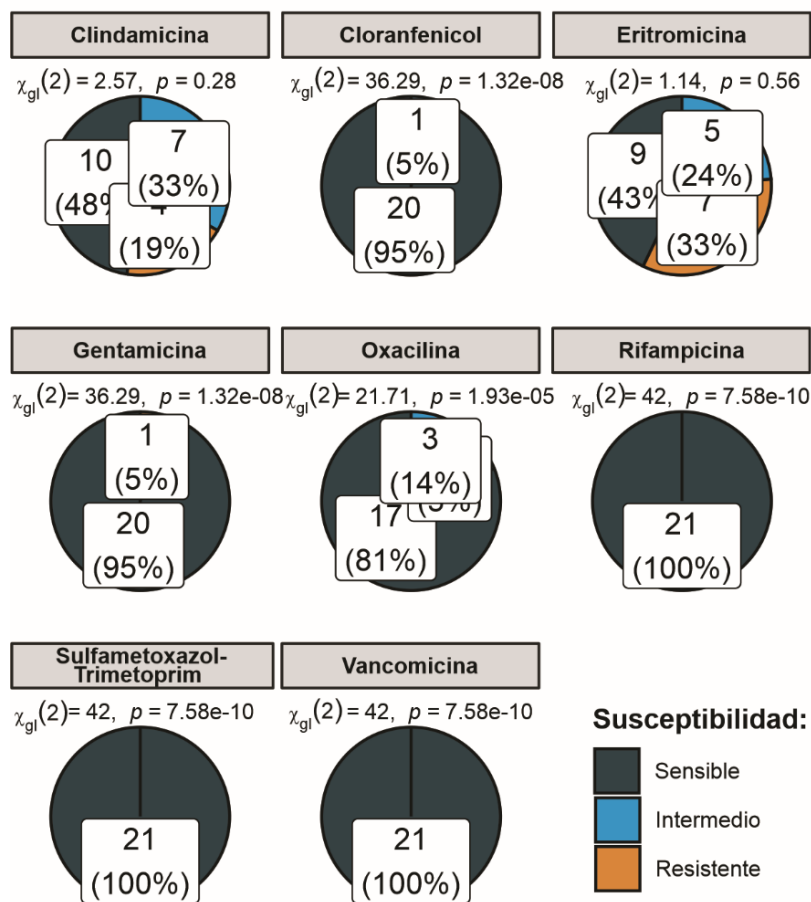 Clindamicina
χgl(2) = 2.57, p = 0.28
7
(33%)
10
(48%
(19%)
Cloranfenicol
χgl(2) = 36.29, p = 1.32e-08
1
(5%)
20
(95%)
Eritromicina
χgl(2) = 1.14, p = 0.56
5
(24%)
9
(43%
7
(33%)
Gentamicina
χgl(2) = 36.29, p = 1.32e-08
1
(5%)
20
(95%)
Oxacilina
χgl(2) = 21.71, p = 1.93e-05
3
(14%)
17
(81%)
Rifampicina
χgl(2) = 42, p = 7.58e-10
21
(100%)
Sulfametoxazol-
Trimetoprim
χgl(2) = 42, p = 7.58e-10
21
(100%)
Vancomicina
χgl(2) = 42, p = 7.58e-10
21
(100%)
Susceptibilidad:
Sensible
Intermedio
Resistente